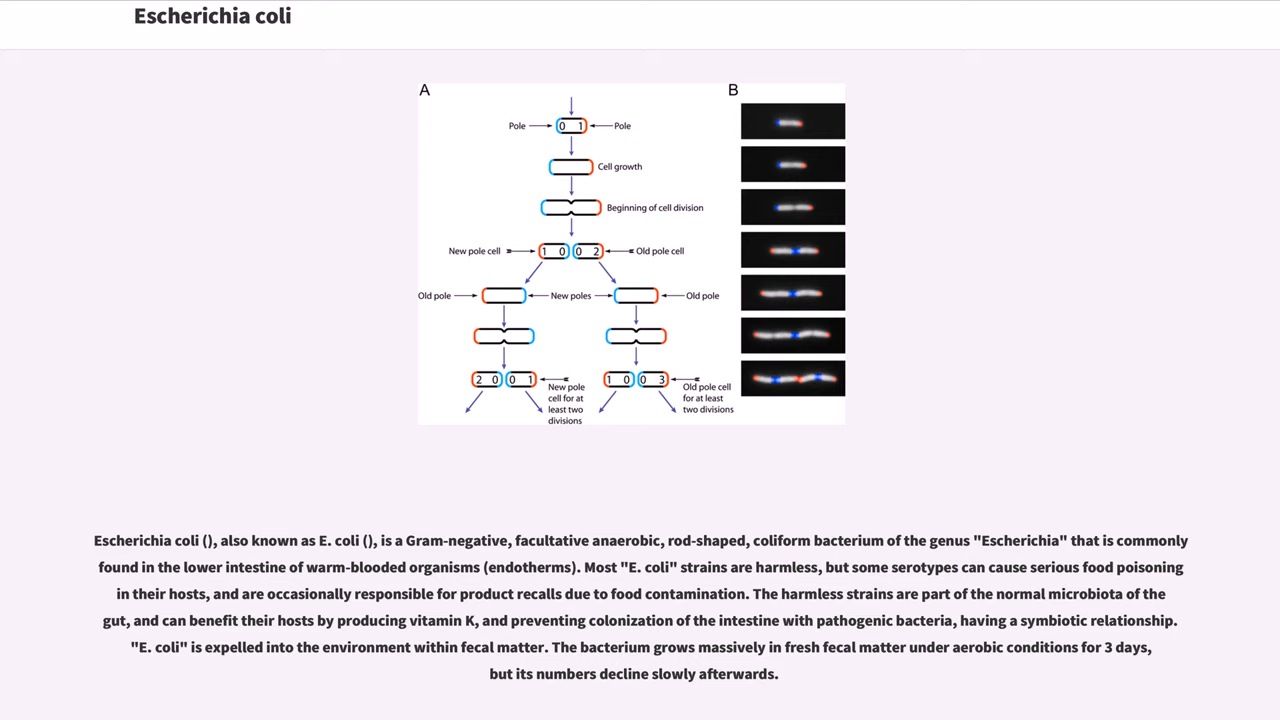 Escherichia coli
A
B
Pole
0 1
Pole
Cell growth
Beginning of cell division
New pole cell
1 0 0 2
Old pole cell
Old pole
New poles
Old pole
2 0 0 1
New pole
cell for at
least two
divisions
1 0 0 3
Old pole cell
for at least
two divisions
Escherichia coli (), also known as E. coli (), is a Gram-negative, facultative anaerobic, rod-shaped, coliform bacterium of the genus "Escherichia" that is commonly
found in the lower intestine of warm-blooded organisms (endotherms). Most "E. coli" strains are harmless, but some serotypes can cause serious food poisoning
in their hosts, and are occasionally responsible for product recalls due to food contamination. The harmless strains are part of the normal microbiota of the
gut, and can benefit their hosts by producing vitamin K, and preventing colonization of the intestine with pathogenic bacteria, having a symbiotic relationship.
"E. coli" is expelled into the environment within fecal matter. The bacterium grows massively in fresh fecal matter under aerobic conditions for 3 days,
but its numbers decline slowly afterwards.